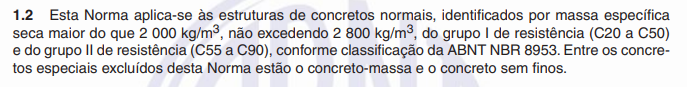 1.2 Esta Norma aplica-se às estruturas de concretos normais, identificados por massa específica
seca maior do que 2 000 kg/m³, não excedendo 2 800 kg/m³, do grupo I de resistência (C20 a C50)
e do grupo II de resistência (C55 a C90), conforme classificação da ABNT NBR 8953. Entre os concre-
tos especiais excluídos desta Norma estão o concreto-massa e o concreto sem finos.